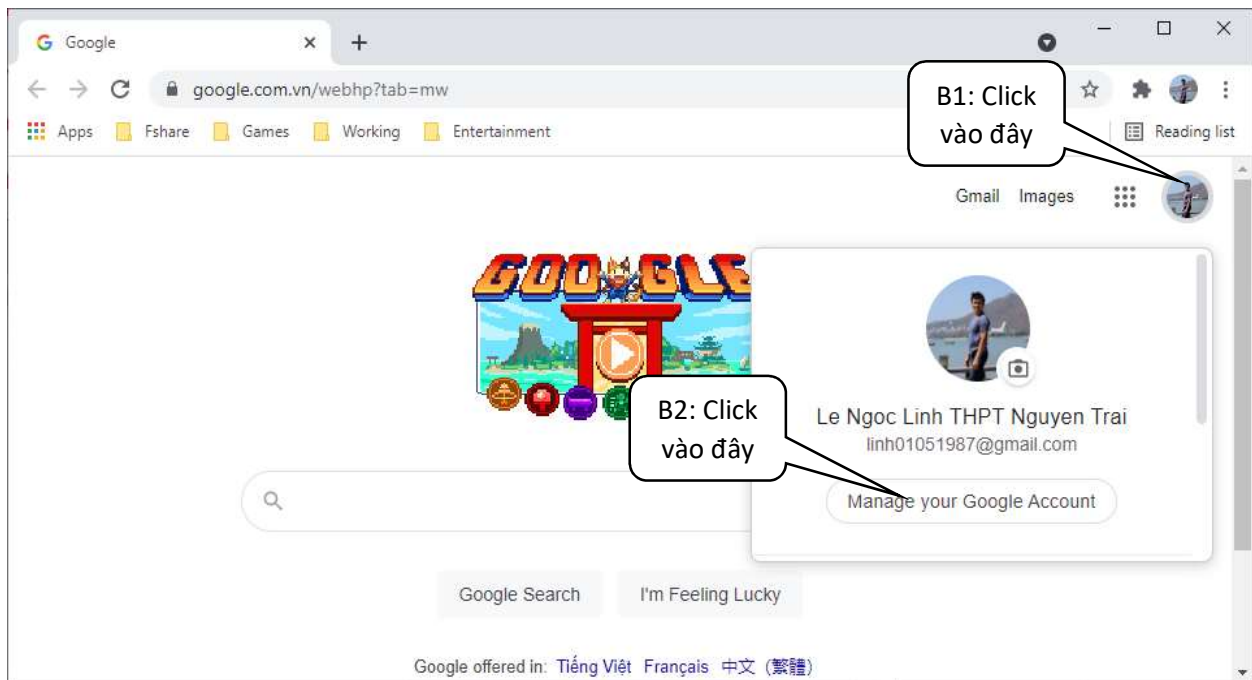 Google
google.com.vn/webhp?tab=mw
B1: Click
vào đây
Apps Fshare Games Working Entertainment Reading list
Gmail Images
GOOGLE
Le Ngoc Linh THPT Nguyen Trai
linh01051987@gmail.com
B2: Click
vào đây
Manage your Google Account
Google Search I'm Feeling Lucky
Google offered in: Tiếng Việt Français 中文 (繁體)